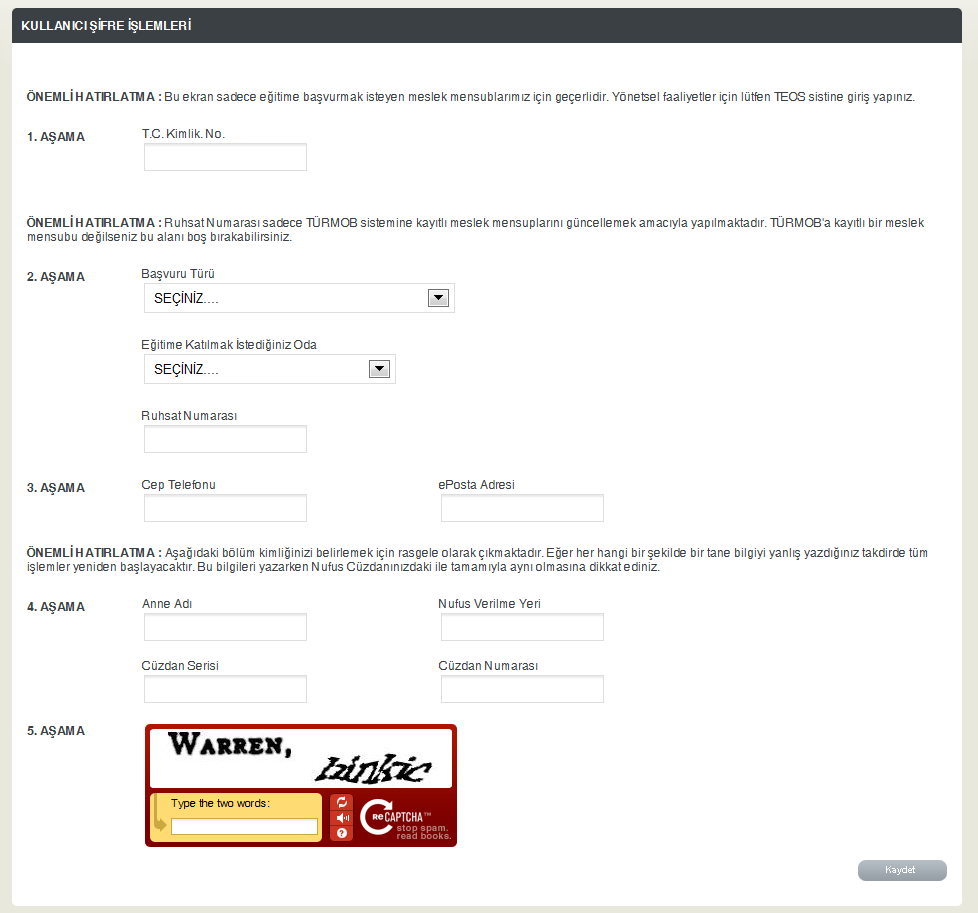 KULLANICI ŞİFRE İŞLEMLERİ
ÖNEMLİ HATIRLATMA : Bu ekran sadece eğitime başvurmak isteyen meslek mensublarımız için geçerlidir. Yönetsel faaliyetler için lütfen TEOS sistine giriş yapınız.
1. AŞAMA
T.C. Kimlik. No.
ÖNEMLİ HATIRLATMA : Ruhsat Numarası sadece TÜRMOB sistemine kayıtlı meslek mensuplarını güncellemek amacıyla yapılmaktadır. TÜRMOB'a kayıtlı bir meslek
mensubu değilseniz bu alanı boş bırakabilirsiniz.
2. AŞAMA
Başvuru Türü
SEÇİNİZ....
Eğitime Katılmak İstediğiniz Oda
SEÇİNİZ....
Ruhsat Numarası
3. AŞAMA
Cep Telefonu
ePosta Adresi
ÖNEMLİ HATIRLATMA : Aşağıdaki bölüm kimliğinizi belirlemek için rasgele olarak çıkmaktadır. Eğer her hangi bir şekilde bir tane bilgiyi yanlış yazdığınız takdirde tüm
işlemler yeniden başlayacaktır. Bu bilgileri yazarken Nufus Cüzdanınızdaki ile tamamıyla aynı olmasına dikkat ediniz.
4. AŞAMA
Anne Adı
Nufus Verilme Yeri
Cüzdan Serisi
Cüzdan Numarası
5. AŞAMA
WARREN,
Type the two words:
reCAPTCHA™
stop spam.
read books.
Kaydet